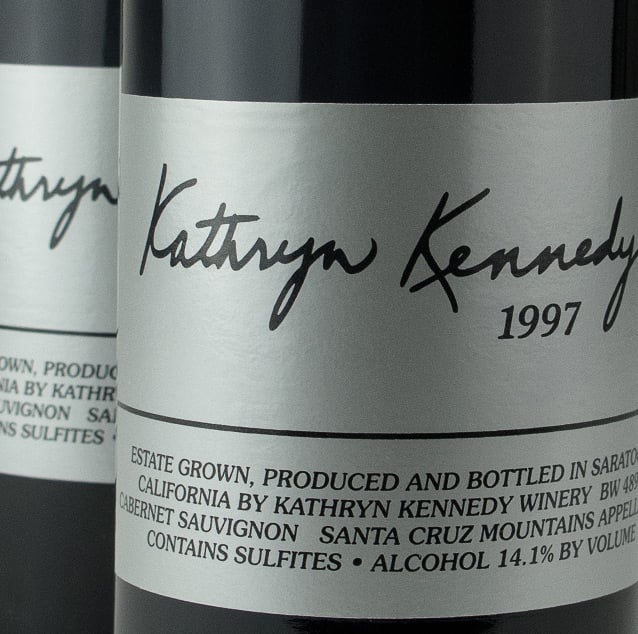 Kathryn Kennedy
1997
ESTATE GROWN, PRODUCED AND BOTTLED IN
CALIFORNIA BY KATHRYN KENNEDY WINERY BW
CABERNET SAUVIGNON SANTA CRUZ MOUNTAINS
CONTAINS SULFITES • ALCOHOL 14.1% BY VOLUME